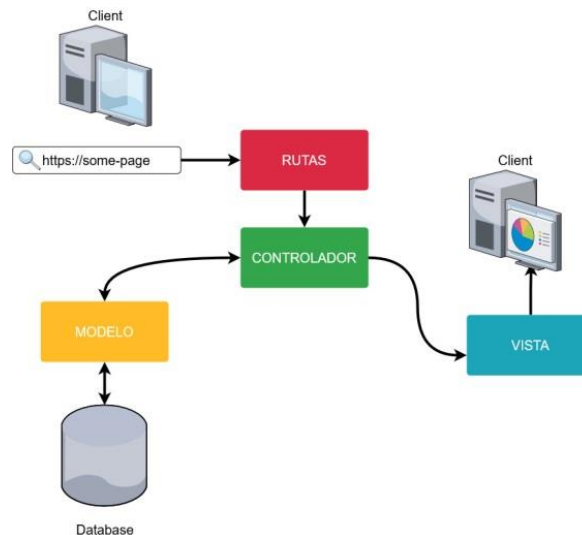 Client
https://some-page
RUTAS
Client
CONTROLADOR
MODELO
VISTA
Database